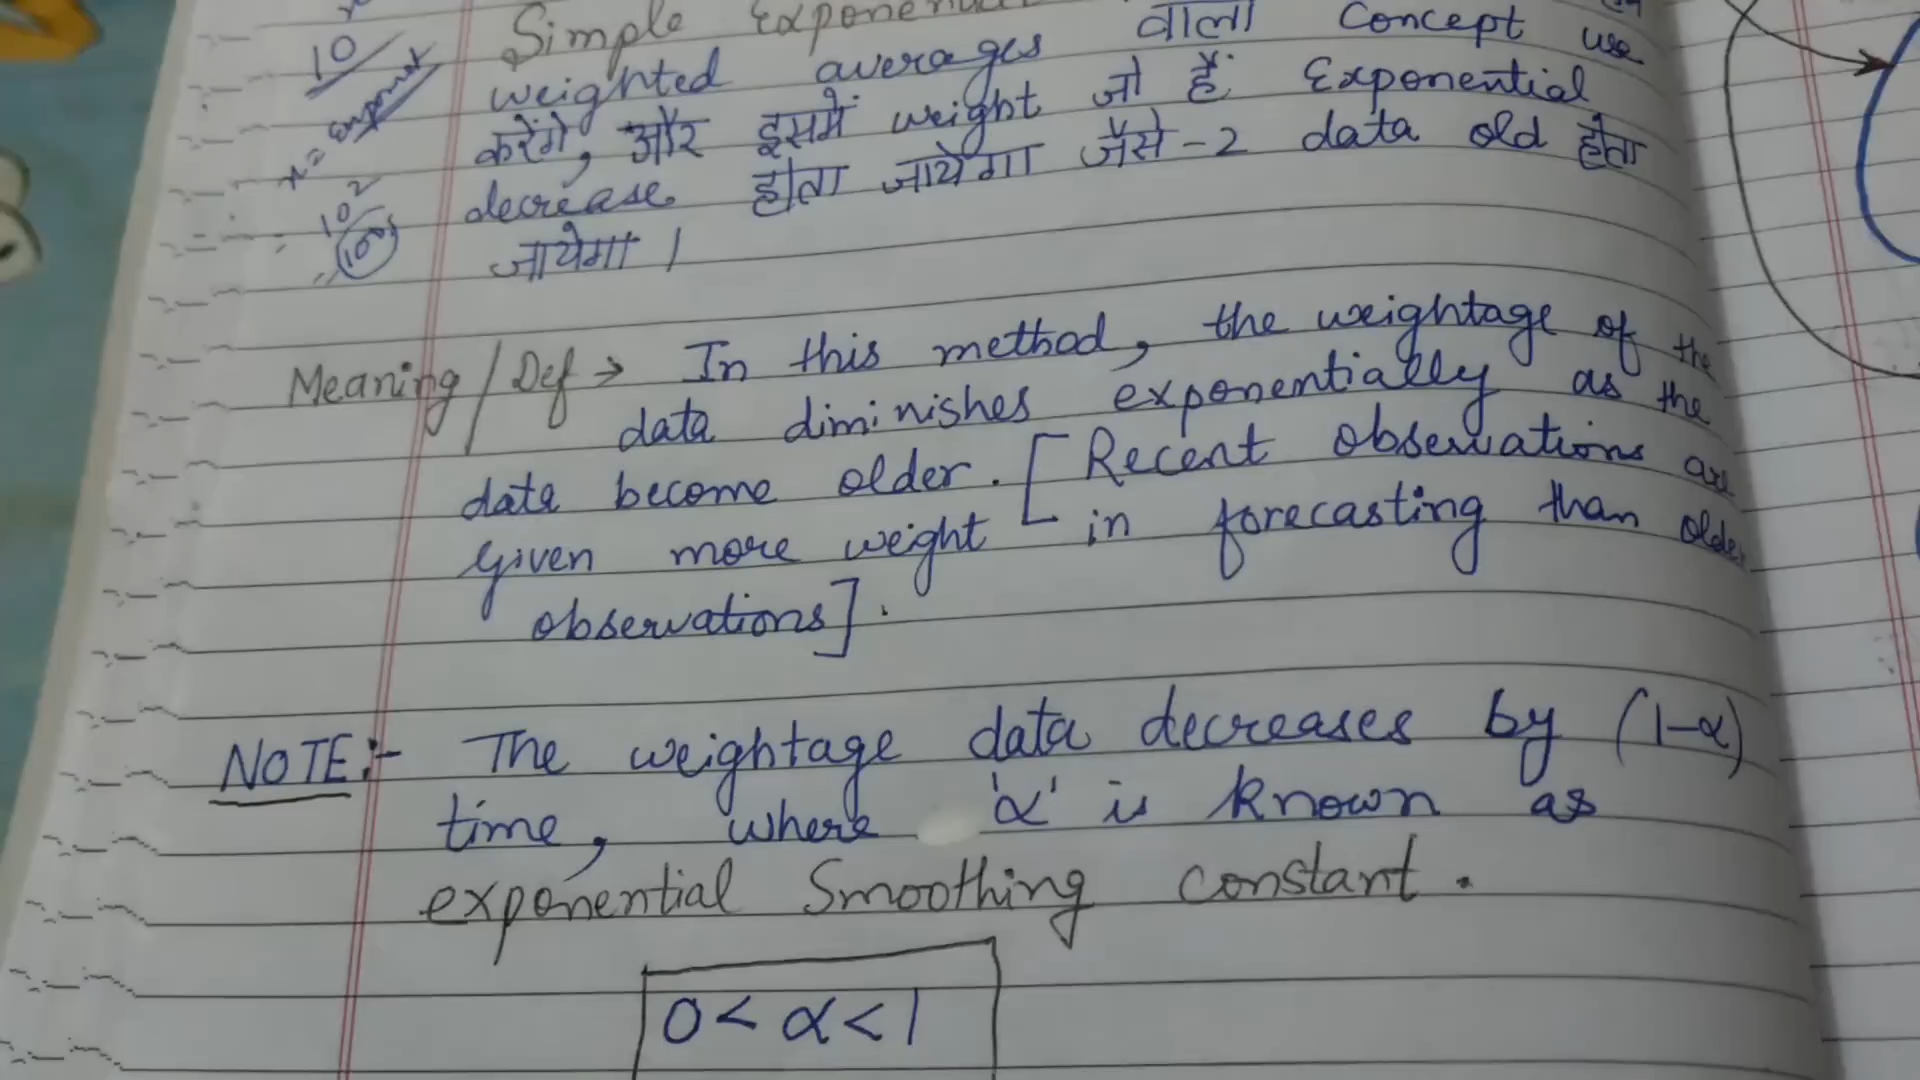 Simple
weighted averages वाला Concept use
करेंगे, और इसमें weight जो हैं Exponential
decrease होता जायेगा जैसे-2 data old होता
जायेगा।
10
10²
100
Meaning / Def → In this method, the weightage of the
data diminishes exponentially as the
data become older. [Recent observations are
given more weight in forecasting than older
observations].
NOTE:- The weightage data decreases by (1-α)
time, where 'α' is known as
exponential Smoothing constant.
0 < α < 1